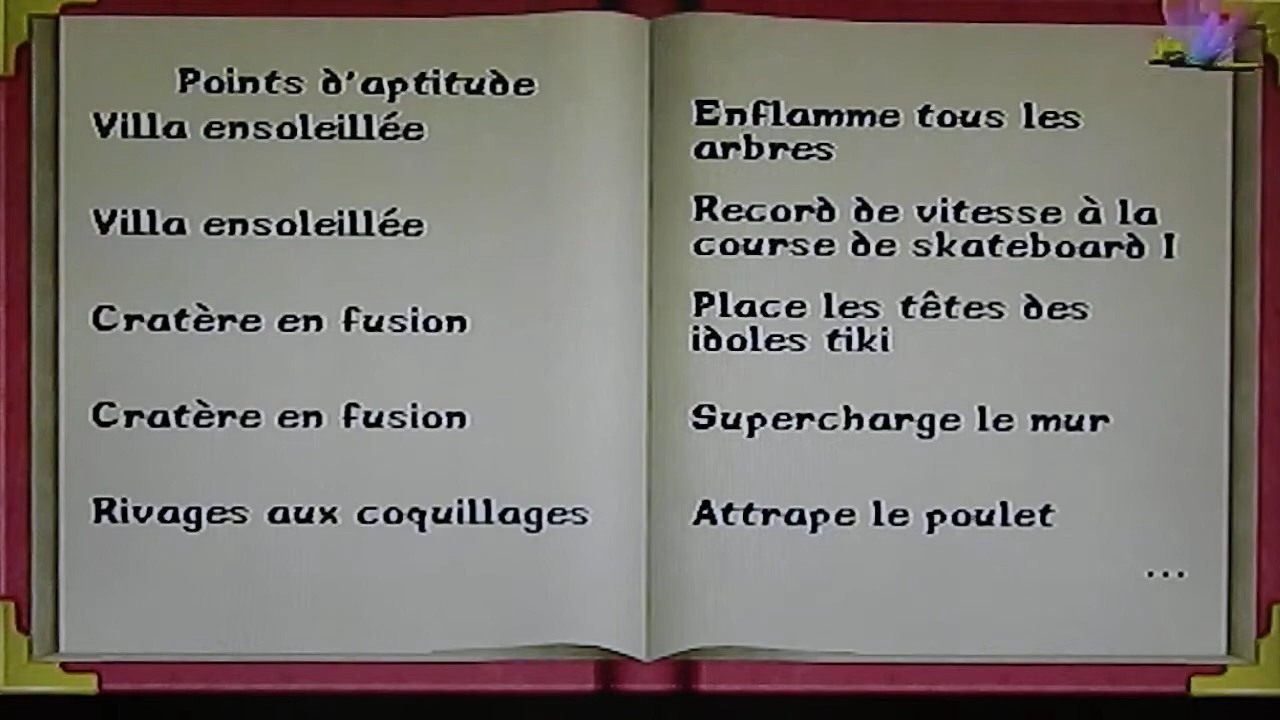 Points d'aptitude
Villa ensoleillée
Enflamme tous les
arbres
Villa ensoleillée
Record de vitesse à la
course de skateboard I
Cratère en fusion
Place les têtes des
idoles tiki
Cratère en fusion
Supercharge le mur
Rivages aux coquillages
Attrape le poulet
...